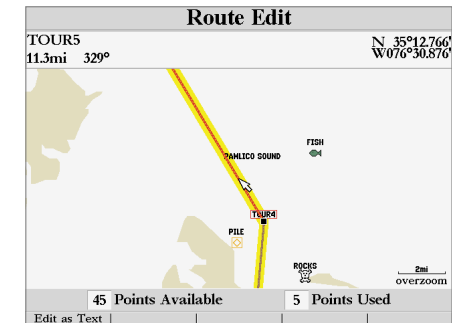 Route Edit
TOUR5
N 35°12.766'
11.3mi 329°
W076°30.876'
FISH
PAMLICO SOUND
TOUR4
PILE
ROCKS
2mi
overzoom
45 Points Available 5 Points Used
Edit as Text